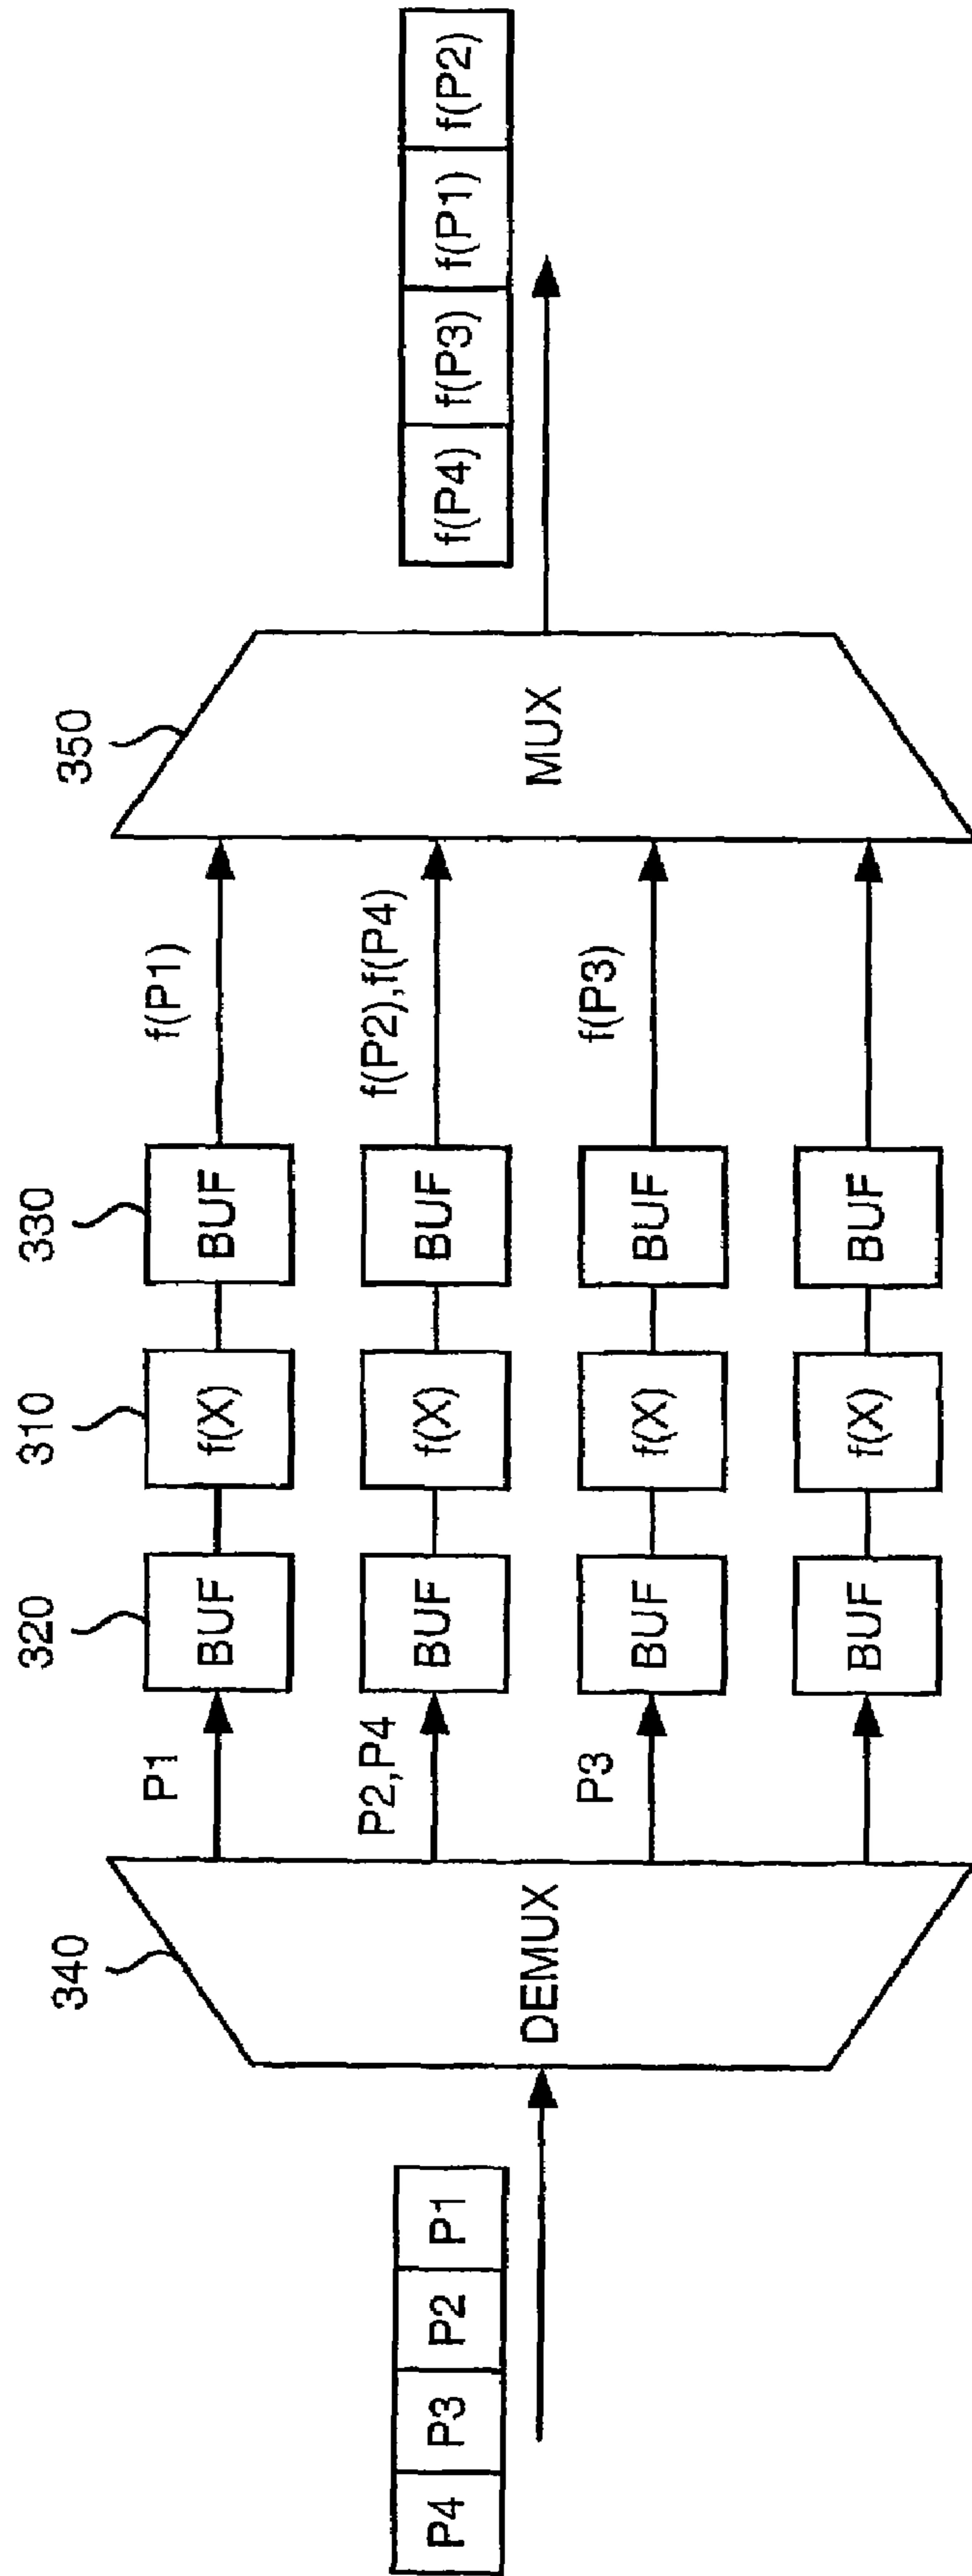 P4 P3 P2 P1
340
DEMUX
P1
P2,P4
P3
320
310
330
BUF f(X) BUF
BUF f(X) BUF
BUF f(X) BUF
BUF f(X) BUF
f(P1)
f(P2),f(P4)
f(P3)
350
MUX
f(P4) f(P3) f(P1) f(P2)